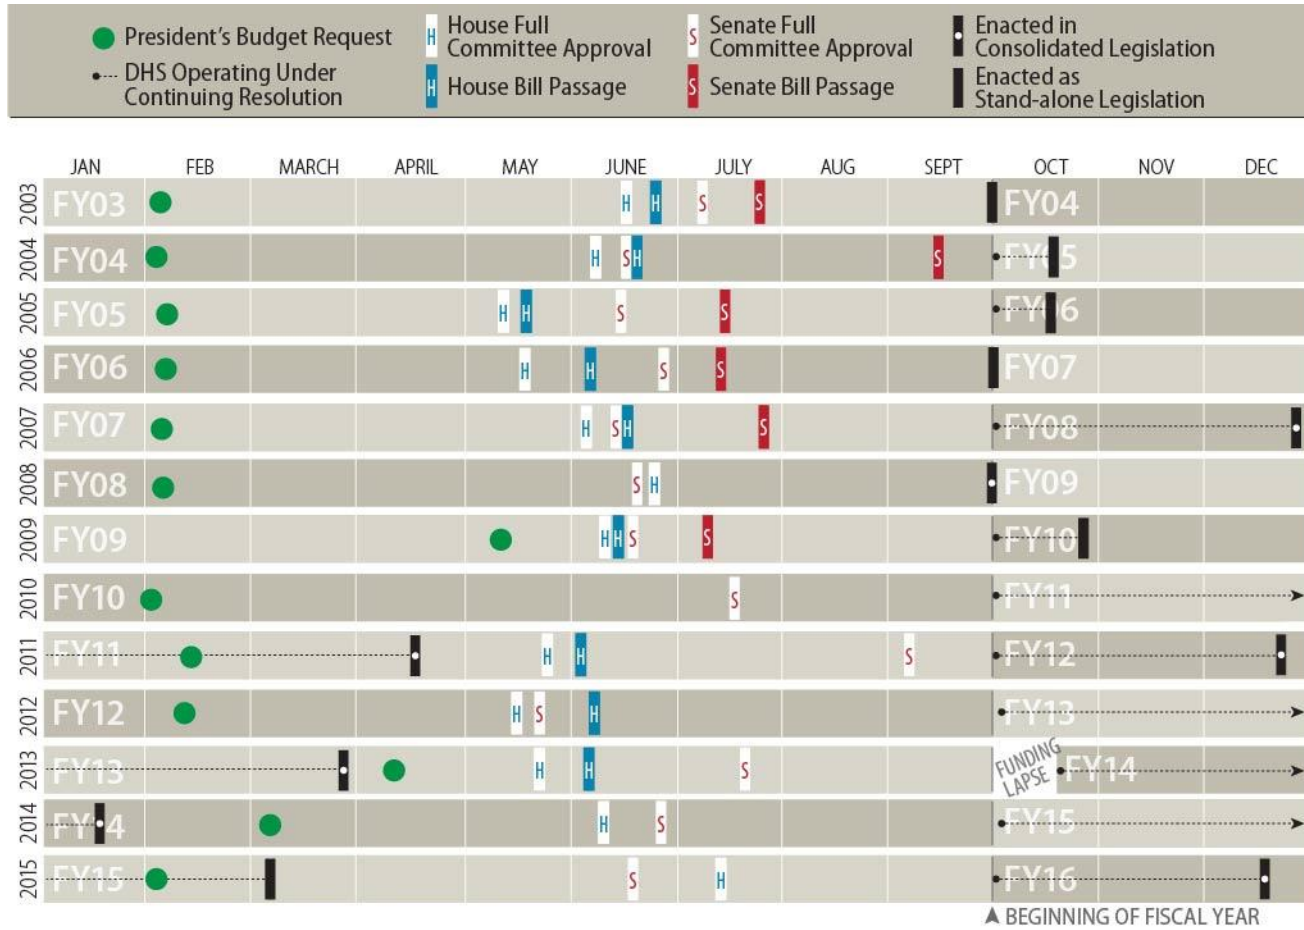 President's Budget Request
DHS Operating Under
Continuing Resolution
H House Full
Committee Approval
H House Bill Passage
S Senate Full
Committee Approval
S Senate Bill Passage
Enacted in
Consolidated Legislation
Enacted as
Stand-alone Legislation
JAN FEB MARCH APRIL MAY JUNE JULY AUG SEPT OCT NOV DEC
2003 FY03 H H S S FY04
2004 FY04 H S H S FY05
2005 FY05 H H S S FY06
2006 FY06 H H S S FY07
2007 FY07 H S H S FY08
2008 FY08 S H FY09
2009 FY09 H H S S FY10
2010 FY10 S FY11
2011 FY11 H H S FY12
2012 FY12 H S H FY13
2013 FY13 H H S FUNDING LAPSE FY14
2014 FY14 H S FY15
2015 FY15 S H FY16
BEGINNING OF FISCAL YEAR